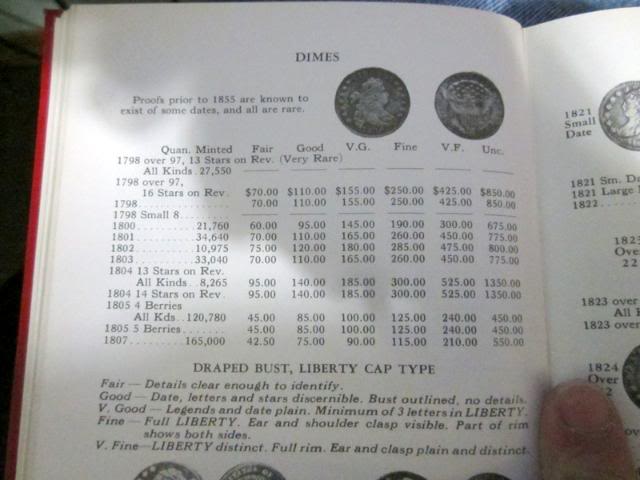 DIMES
Proofs prior to 1855 are known to
exist of some dates, and all are rare.
Quan. Minted Fair Good V.G. Fine V.F. Unc.
1798 over 97, 13 Stars on Rev. (Very Rare)
All Kinds. 27,550
1798 over 97,
16 Stars on Rev. $70.00 $110.00 $155.00 $250.00 $425.00 $850.00
1798.............. 70.00 110.00 155.00 250.00 425.00 850.00
1798 Small 8........
1800.........21,760 60.00 95.00 145.00 190.00 300.00 675.00
1801.........34,640 70.00 110.00 165.00 260.00 450.00 775.00
1802.........10,975 75.00 120.00 180.00 285.00 475.00 800.00
1803.........33,040 70.00 110.00 165.00 260.00 450.00 775.00
1804 13 Stars on Rev.
All Kinds..8,265 95.00 140.00 185.00 300.00 525.00 1350.00
1804 14 Stars on Rev. 95.00 140.00 185.00 300.00 525.00 1350.00
1805 4 Berries
All Kds..120,780 45.00 85.00 100.00 125.00 240.00 450.00
1805 5 Berries...... 45.00 85.00 100.00 125.00 240.00 450.00
1807.......165,000 42.50 75.00 90.00 115.00 210.00 550.00
DRAPED BUST, LIBERTY CAP TYPE
Fair — Details clear enough to identify.
Good — Date, letters and stars discernible. Bust outlined, no details.
V. Good — Legends and date plain. Minimum of 3 letters in LIBERTY.
Fine — Full LIBERTY. Ear and shoulder clasp visible. Part of rim
shows both sides.
V. Fine—LIBERTY distinct. Full rim. Ear and clasp plain and distinct.
1821
Small
Date
1821 Sm. Da
1821 Large
1822.....
182
Over
22
1823 over
All
1823 over
1824
Over
2